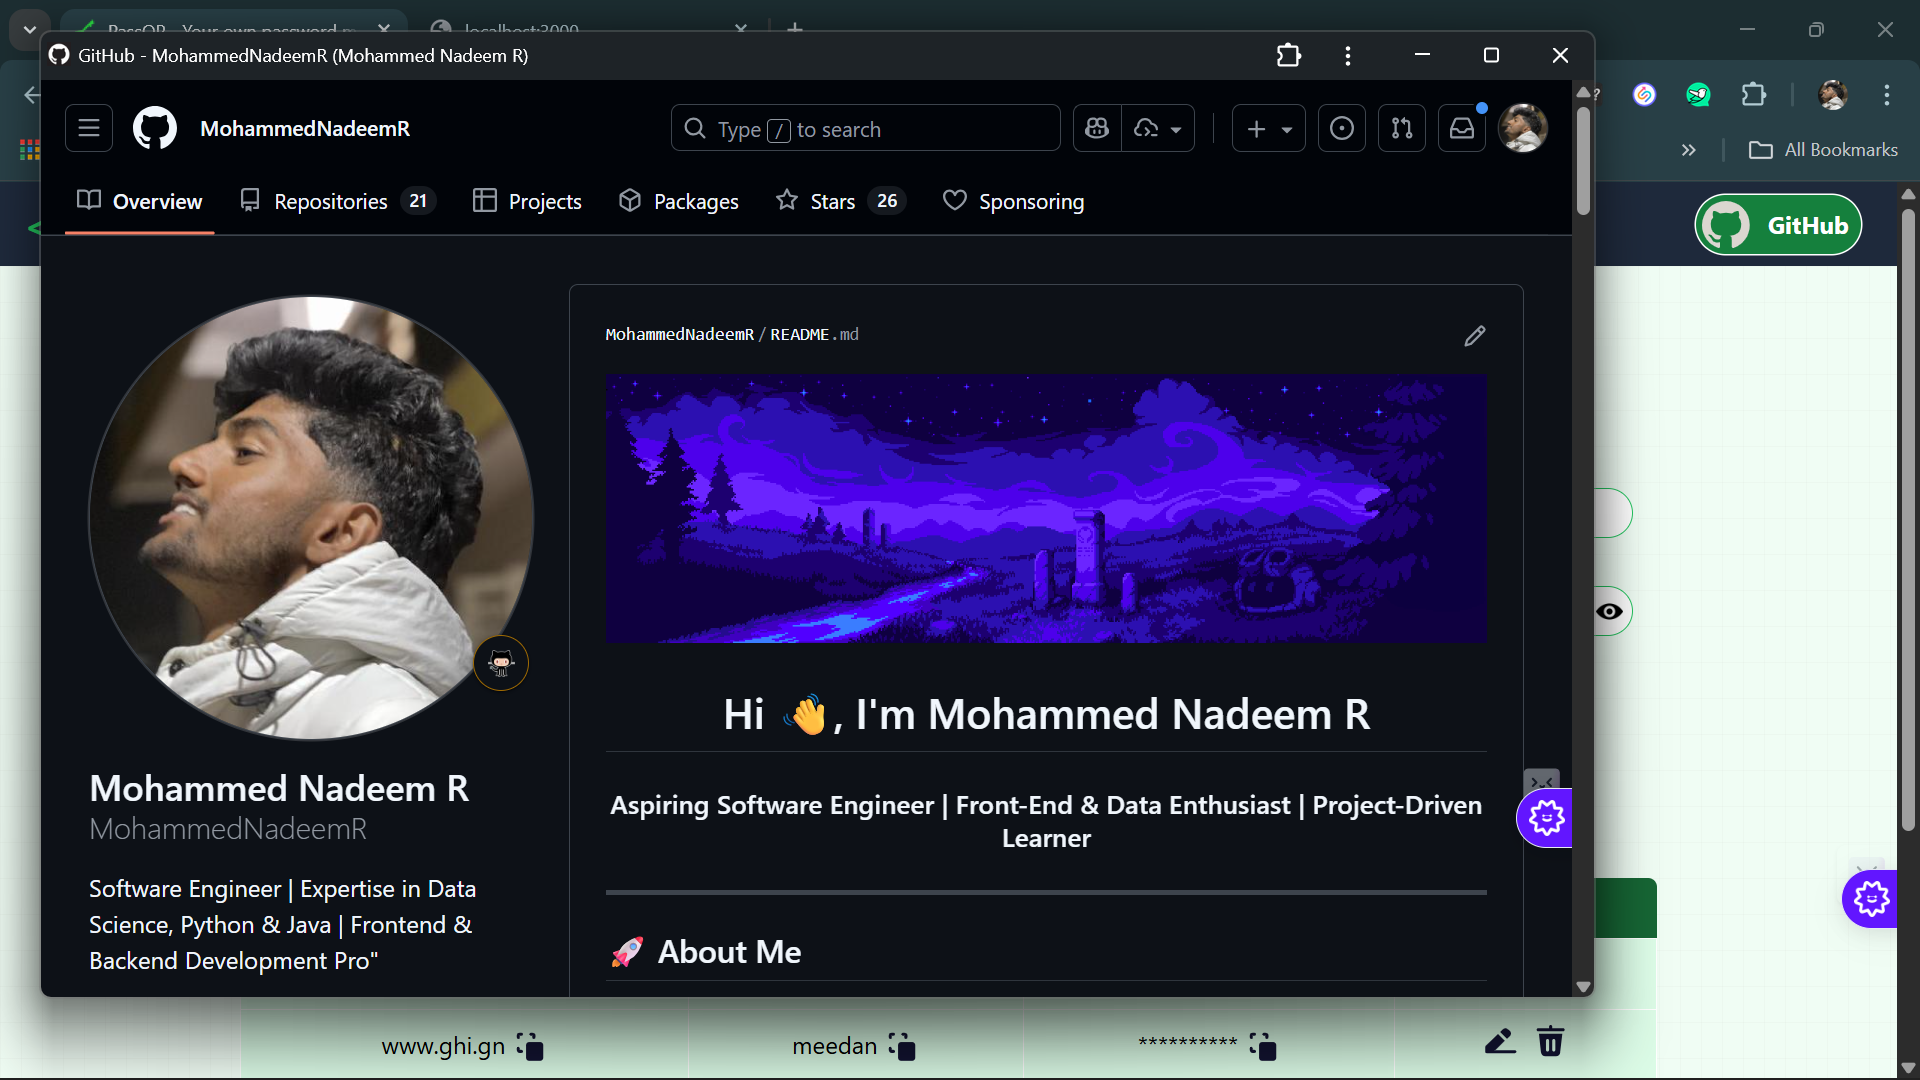 PassOP - Your own password m
localhost:3000
GitHub - MohammedNadeemR (Mohammed Nadeem R)
MohammedNadeemR
Type / to search
All Bookmarks
Overview
Repositories 21
Projects
Packages
Stars 26
Sponsoring
GitHub
MohammedNadeemR/README.md
Hi 👋, I'm Mohammed Nadeem R
Aspiring Software Engineer | Front-End & Data Enthusiast | Project-Driven
Learner
🚀 About Me
Mohammed Nadeem R
MohammedNadeemR
Software Engineer | Expertise in Data
Science, Python & Java | Frontend &
Backend Development Pro"
www.ghi.gn
meedan
**********